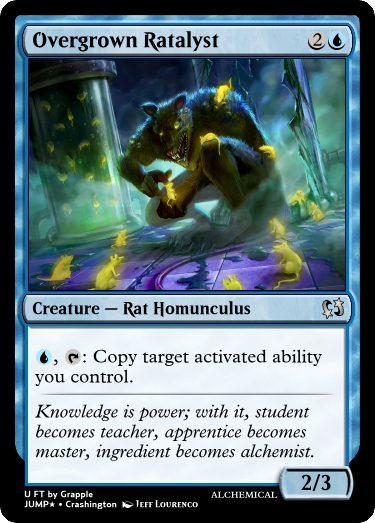 Overgrown Ratalyst 2
Creature — Rat Homunculus
, : Copy target activated ability
you control.
Knowledge is power; with it, student
becomes teacher, apprentice becomes
master, ingredient becomes alchemist.
2/3
U FT by Grapple
JUMP★ • Crashington Jeff Lourenco
ALCHEMICAL